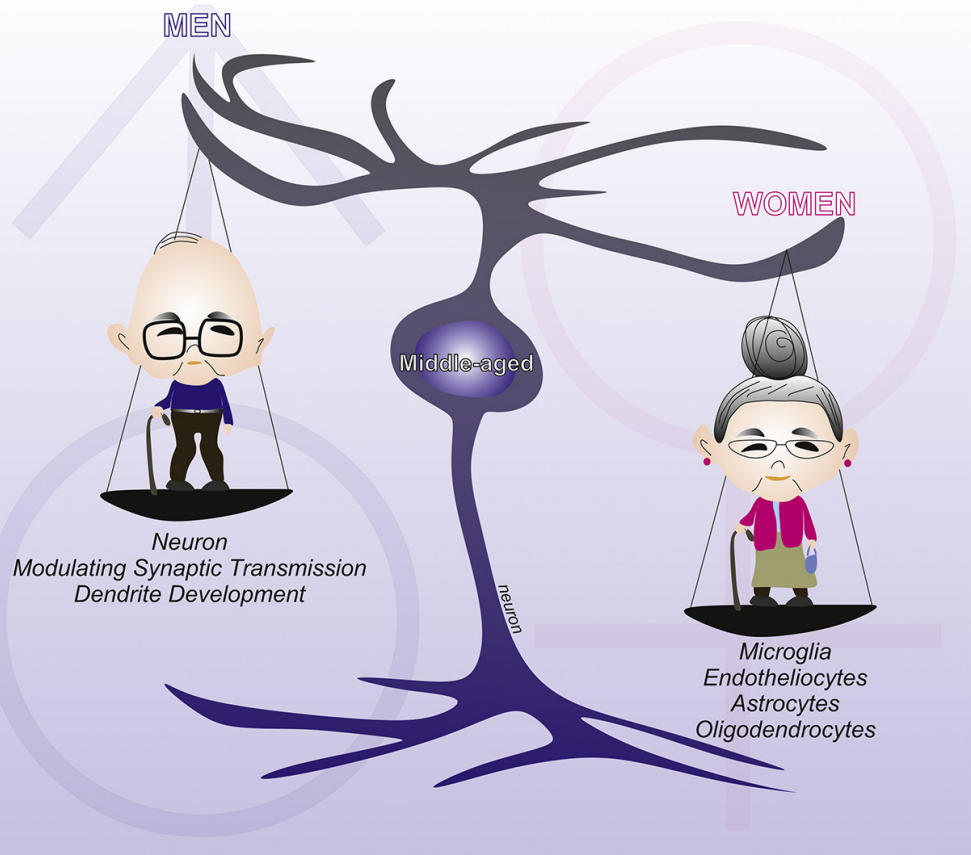 MEN
WOMEN
Middle-aged
Neuron
Modulating Synaptic Transmission
Dendrite Development
neuron
Microglia
Endotheliocytes
Astrocytes
Oligodendrocytes